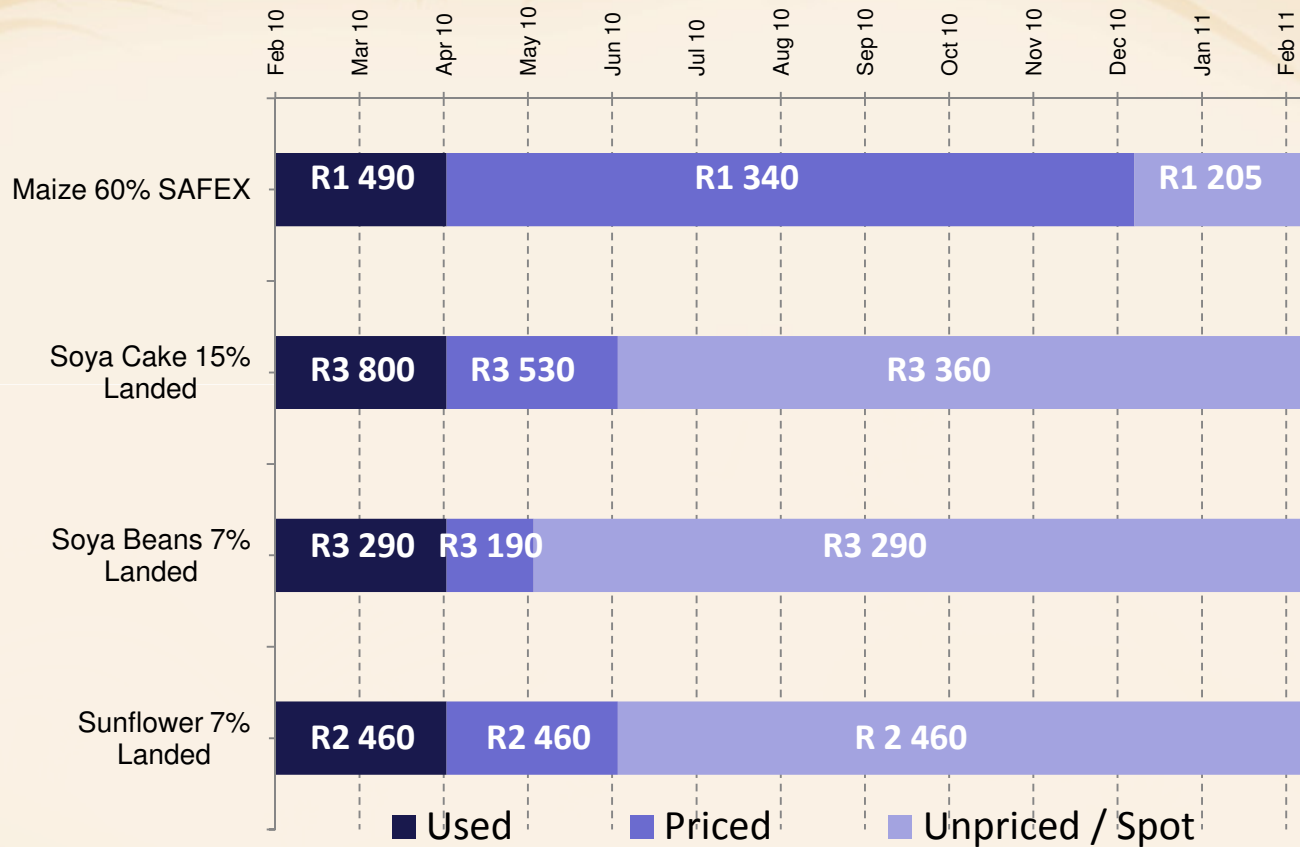 Feb 10
Mar 10
Apr 10
May 10
Jun 10
Jul 10
Aug 10
Sep 10
Oct 10
Nov 10
Dec 10
Jan 11
Feb 11
Maize 60% SAFEX
R1 490
R1 340
R1 205
Soya Cake 15%
Landed
R3 800
R3 530
R3 360
Soya Beans 7%
Landed
R3 290
R3 190
R3 290
Sunflower 7%
Landed
R2 460
R2 460
R 2 460
Used
Priced
Unpriced / Spot